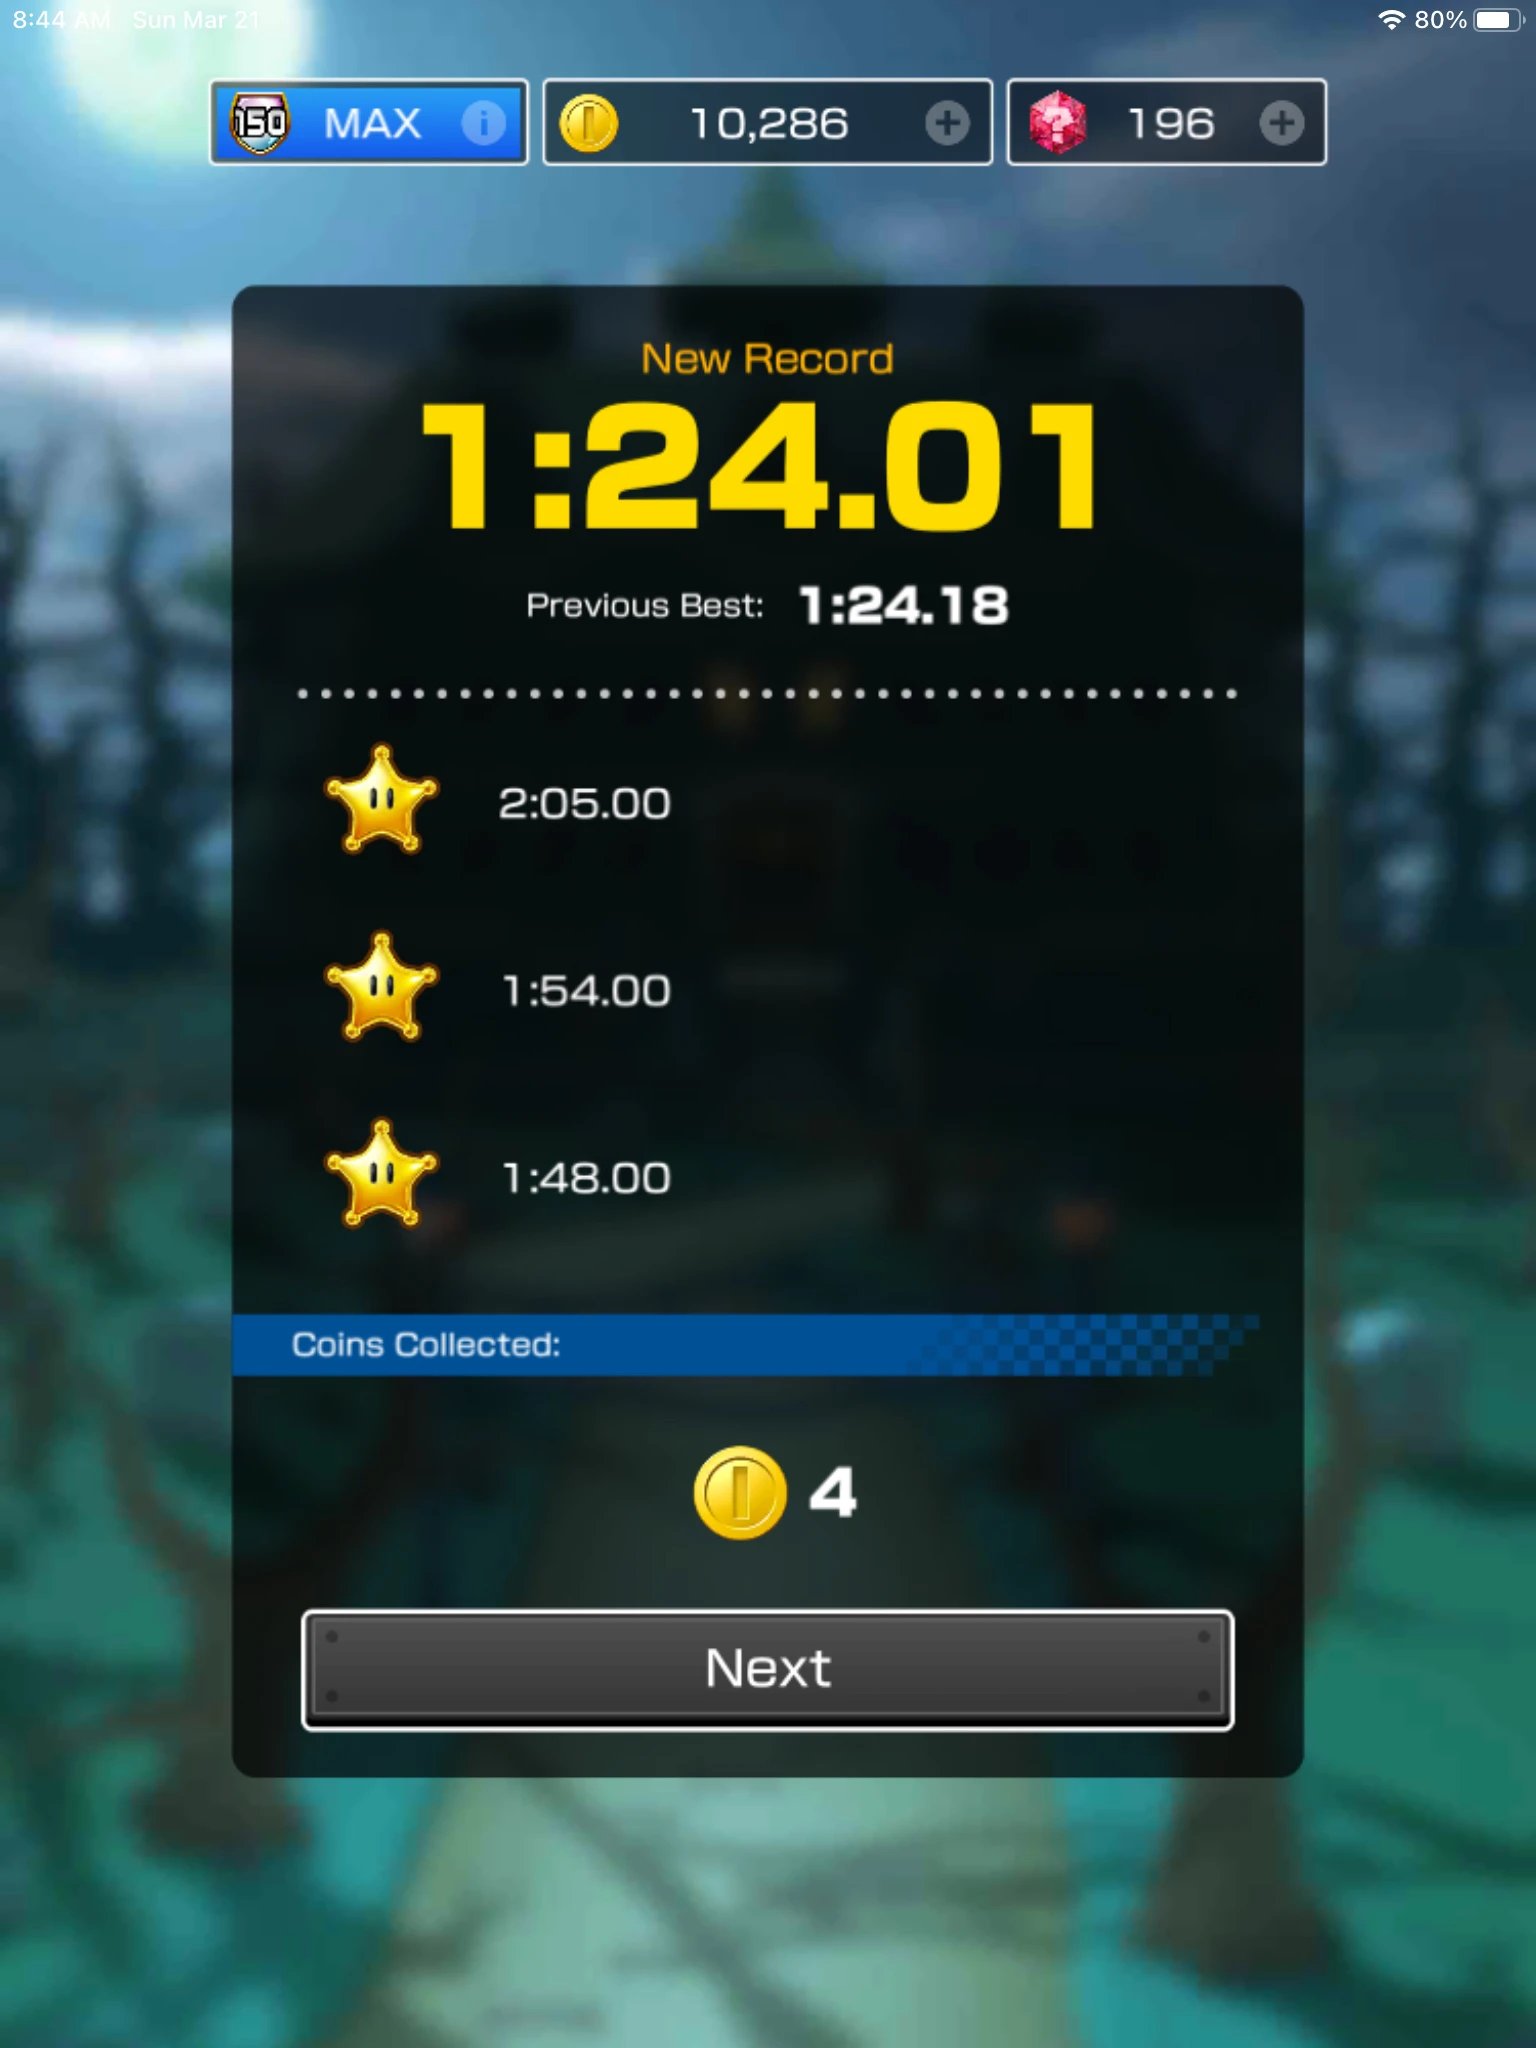 8:44 AM Sun Mar 21 80%
150 MAX i 10,286 + ? 196 +
New Record
1:24.01
Previous Best: 1:24.18
2:05.00
1:54.00
1:48.00
Coins Collected:
4
Next